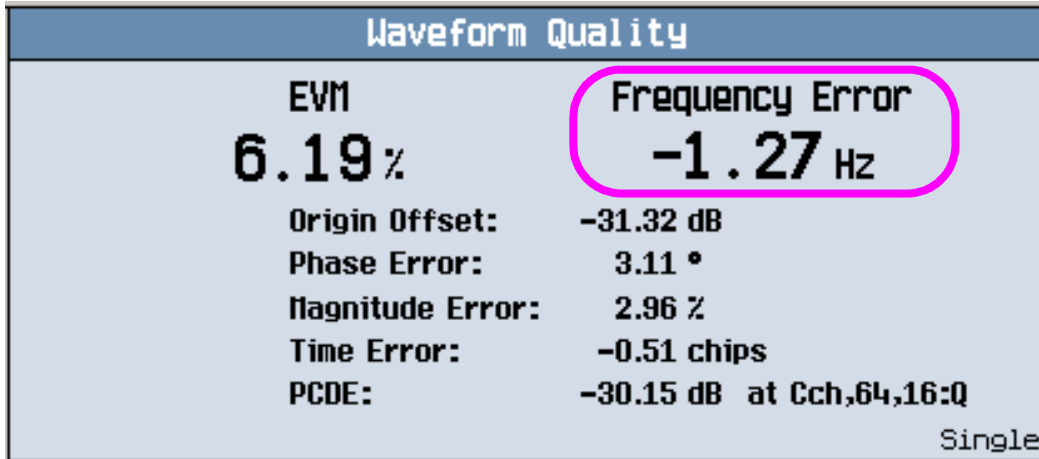 Waveform Quality
EVM Frequency Error
6.19 % -1.27 Hz
Origin Offset: -31.32 dB
Phase Error: 3.11 °
Magnitude Error: 2.96 %
Time Error: -0.51 chips
PCDE: -30.15 dB at Cch,64,16:Q
Single